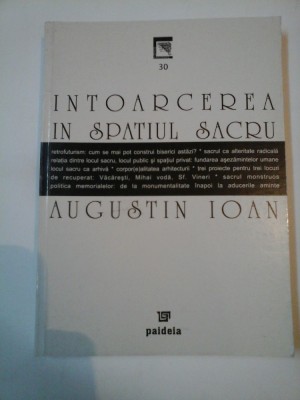 30
INTOARCEREA
IN SPATIUL SACRU
retrofuturism: cum se mai pot construi biserici astăzi? * sacrul ca alteritate radicală
relația dintre locul sacru, locul public și spațiul privat: fundarea așezămintelor umane
locul sacru ca arhivă * corpor(e)alitatea arhitecturii * trei proiecte pentru trei locuri
de recuperat: Văcărești, Mihai vodă, Sf. Vineri * sacrul monstruos
politica memorialelor: de la monumentalitate înapoi la aducerile aminte
AUGUSTIN IOAN
paideia